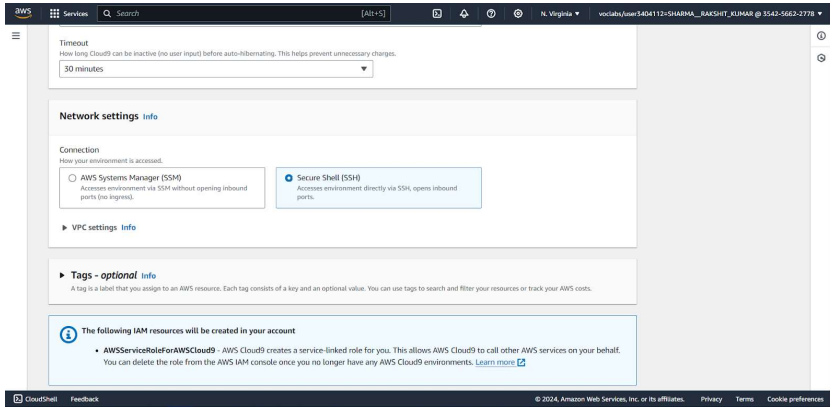 aws Services Search [Alt+S] N. Virginia voclabs/user3404112=SHARMA__RAKSHIT_KUMAR @ 3542-5662-2778
Timeout
How long Cloud9 can be inactive (no user input) before auto-hibernating. This helps prevent unnecessary charges.
30 minutes
Network settings Info
Connection
How your environment is accessed.
AWS Systems Manager (SSM)
Accesses environment via SSM without opening inbound
ports (no ingress).
Secure Shell (SSH)
Accesses environment directly via SSH, opens inbound
ports.
VPC settings Info
Tags - optional Info
A tag is a label that you assign to an AWS resource. Each tag consists of a key and an optional value. You can use tags to search and filter your resources or track your AWS costs.
The following IAM resources will be created in your account
• AWSServiceRoleForAWSCloud9 - AWS Cloud9 creates a service-linked role for you. This allows AWS Cloud9 to call other AWS services on your behalf.
You can delete the role from the AWS IAM console once you no longer have any AWS Cloud9 environments. Learn more
CloudShell Feedback © 2024, Amazon Web Services, Inc. or its affiliates. Privacy Terms Cookie preferences